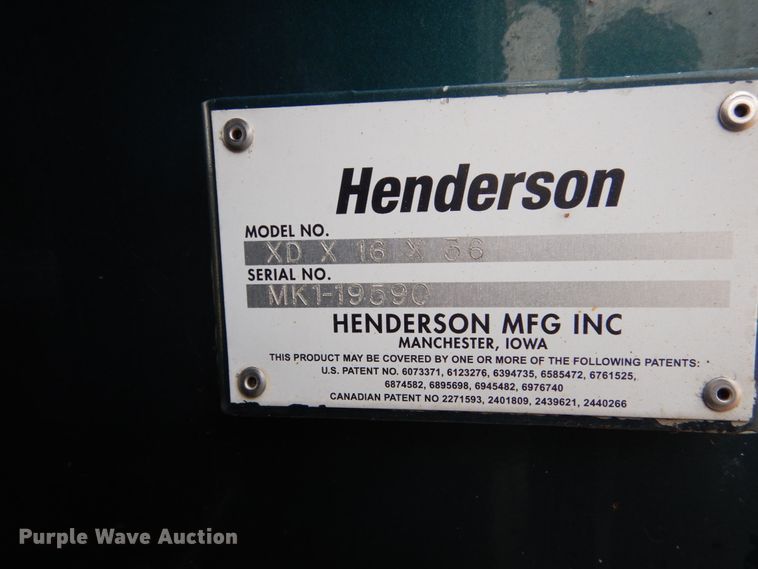 Henderson
MODEL NO.
XD X 16 X 56
SERIAL NO.
MK1-19590
HENDERSON MFG INC
MANCHESTER, IOWA
THIS PRODUCT MAY BE COVERED BY ONE OR MORE OF THE FOLLOWING PATENTS:
U.S. PATENT NO. 6073371, 6123276, 6394735, 6585472, 6761525,
6874582, 6895698, 6945482, 6976740
CANADIAN PATENT NO 2271593, 2401809, 2439621, 2440266
Purple Wave Auction